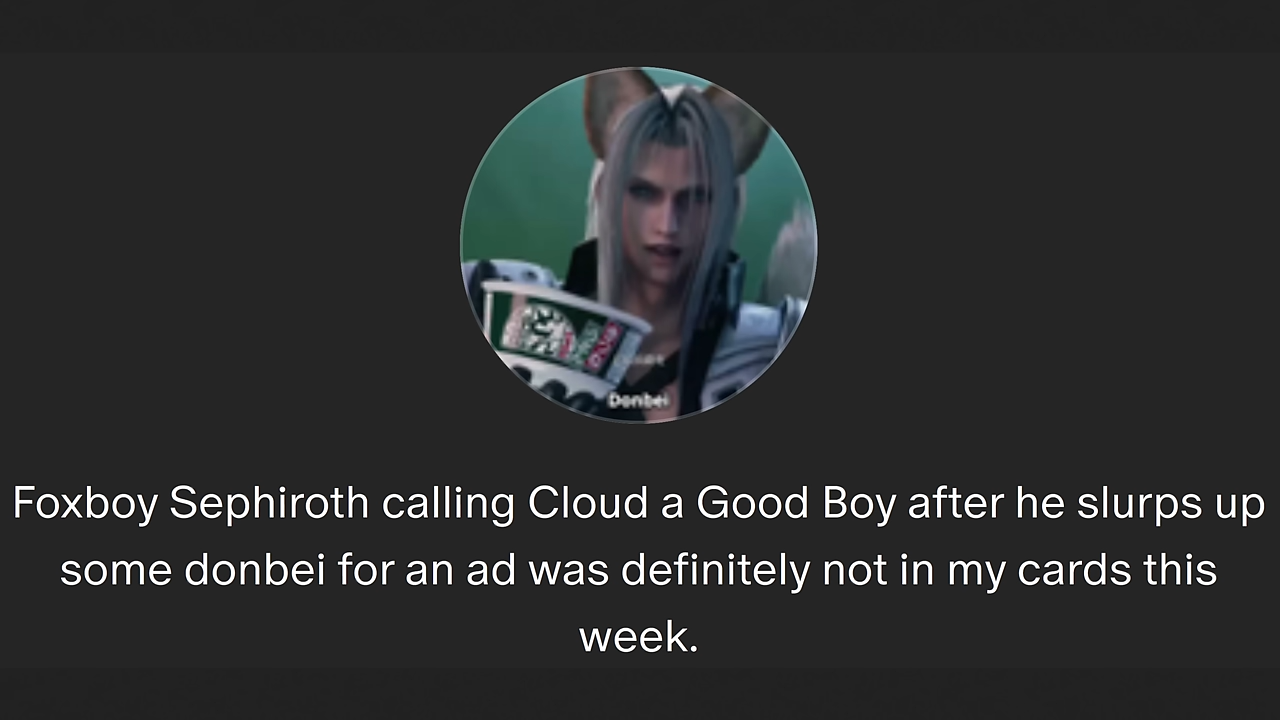 Donbei
Foxboy Sephiroth calling Cloud a Good Boy after he slurps up
some donbei for an ad was definitely not in my cards this
week.